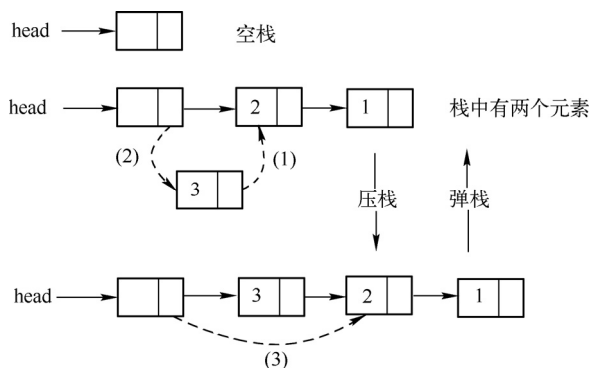 head 空栈
head 2 1 栈中有两个元素
(2) (1)
3
压栈 弹栈
head 3 2 1
(3)